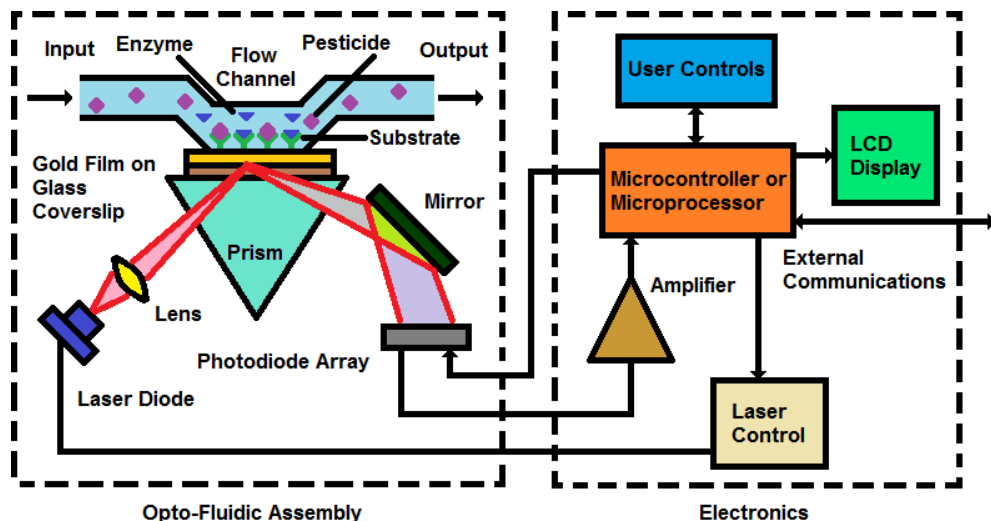 Input
Enzyme
Flow
Channel
Pesticide
Output
Substrate
Gold Film on
Glass
Coverslip
Mirror
Prism
Lens
Photodiode Array
Laser Diode
Opto-Fluidic Assembly
User Controls
LCD
Display
Microcontroller or
Microprocessor
External
Communications
Amplifier
Laser
Control
Electronics